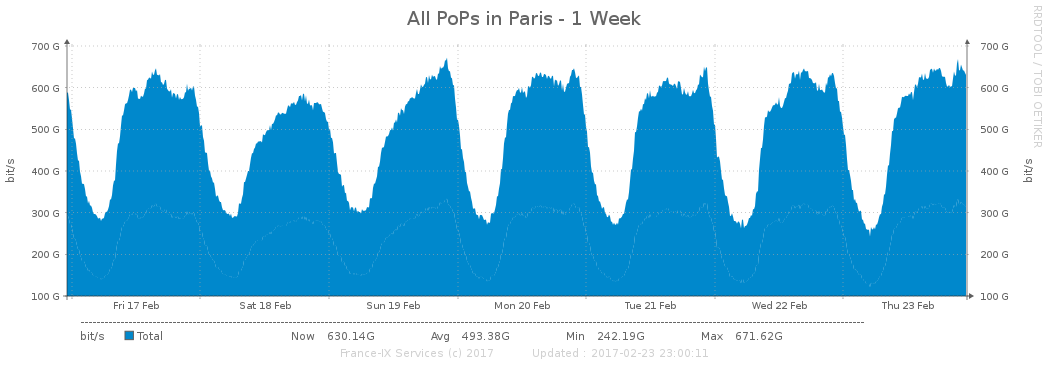 All PoPs in Paris - 1 Week
RRDTOOL / TOBI OETIKER
700 G 700 G
600 G 600 G
500 G 500 G
400 G 400 G
300 G 300 G
200 G 200 G
100 G 100 G
bit/s bit/s
Fri 17 Feb Sat 18 Feb Sun 19 Feb Mon 20 Feb Tue 21 Feb Wed 22 Feb Thu 23 Feb
bit/s Total Now 630.14G Avg 493.38G Min 242.19G Max 671.62G
France-IX Services (c) 2017 Updated : 2017-02-23 23:00:11